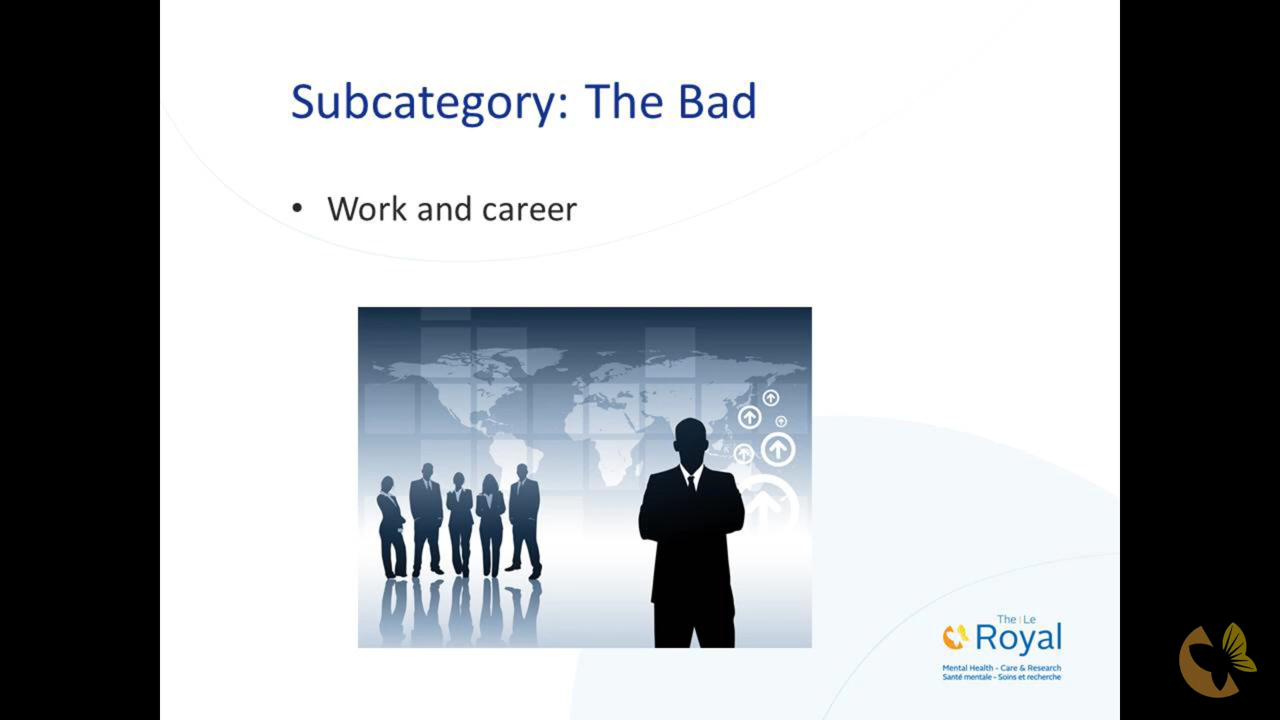 Subcategory: The Bad
• Work and career
The | Le
Royal
Mental Health - Care & Research
Santé mentale - Soins et recherche